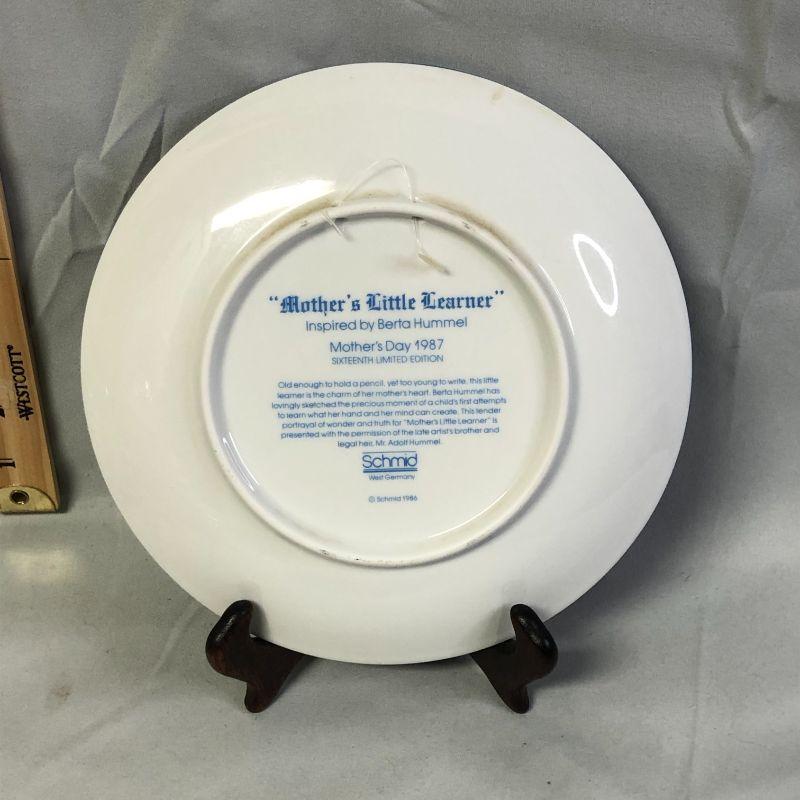 "Mother's Little Learner"
Inspired by Berta Hummel
Mother's Day 1987
SIXTEENTH LIMITED EDITION
Old enough to hold a pencil, yet too young to write, this little
learner is the charm of her mother's heart. Berta Hummel has
lovingly sketched the precious moment of a child's first attempts
to learn what her hand and her mind can create. This tender
portrayal of wonder and truth for "Mother's Little Learner" is
presented with the permission of the late artist's brother and
legal heir, Mr. Adolf Hummel.
Schmid
West Germany
© Schmid 1986
WESTCOTT
1